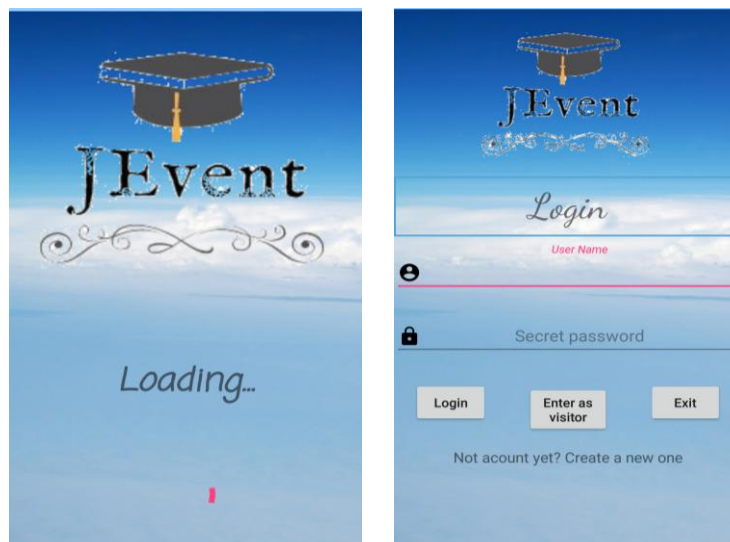 JEvent
Loading...
JEvent
Login
User Name
Secret password
Login
Enter as
visitor
Exit
Not acount yet? Create a new one